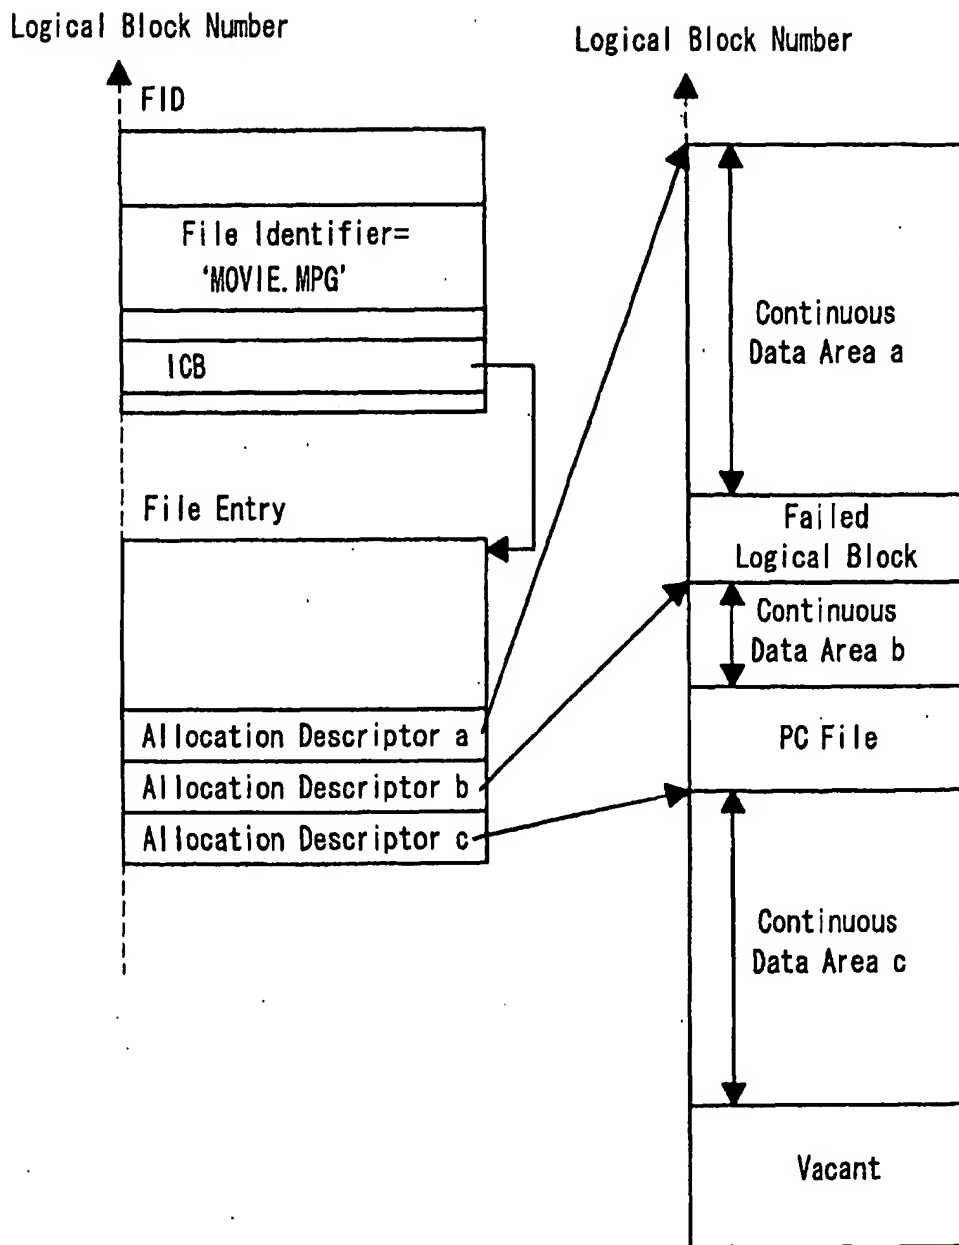 Logical Block Number
FID
File Identifier=
'MOVIE.MPG'
ICB
File Entry
Allocation Descriptor a
Allocation Descriptor b
Allocation Descriptor c
Logical Block Number
Continuous
Data Area a
Failed
Logical Block
Continuous
Data Area b
PC File
Continuous
Data Area c
Vacant